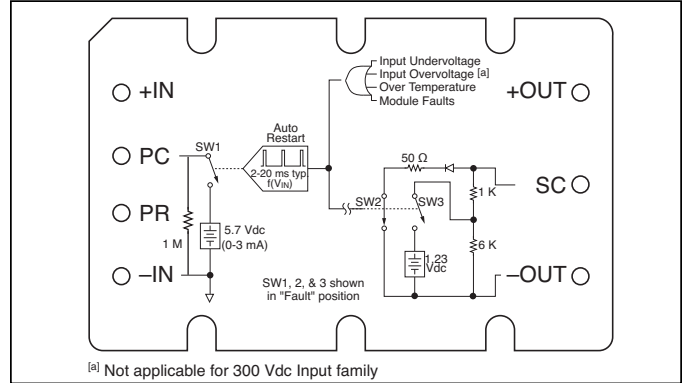 Input Undervoltage
Input Overvoltage [a]
Over Temperature
Module Faults
+IN
+OUT
Auto
Restart
SW1
PC
2-20 ms typ.
f(VIN)
50 Ω
SC
1 K
SW2
SW3
PR
5.7 Vdc
(0-3 mA)
1 M
6 K
1.23
Vdc
–IN
–OUT
SW1, 2, & 3 shown
in "Fault" position
[a] Not applicable for 300 Vdc Input family